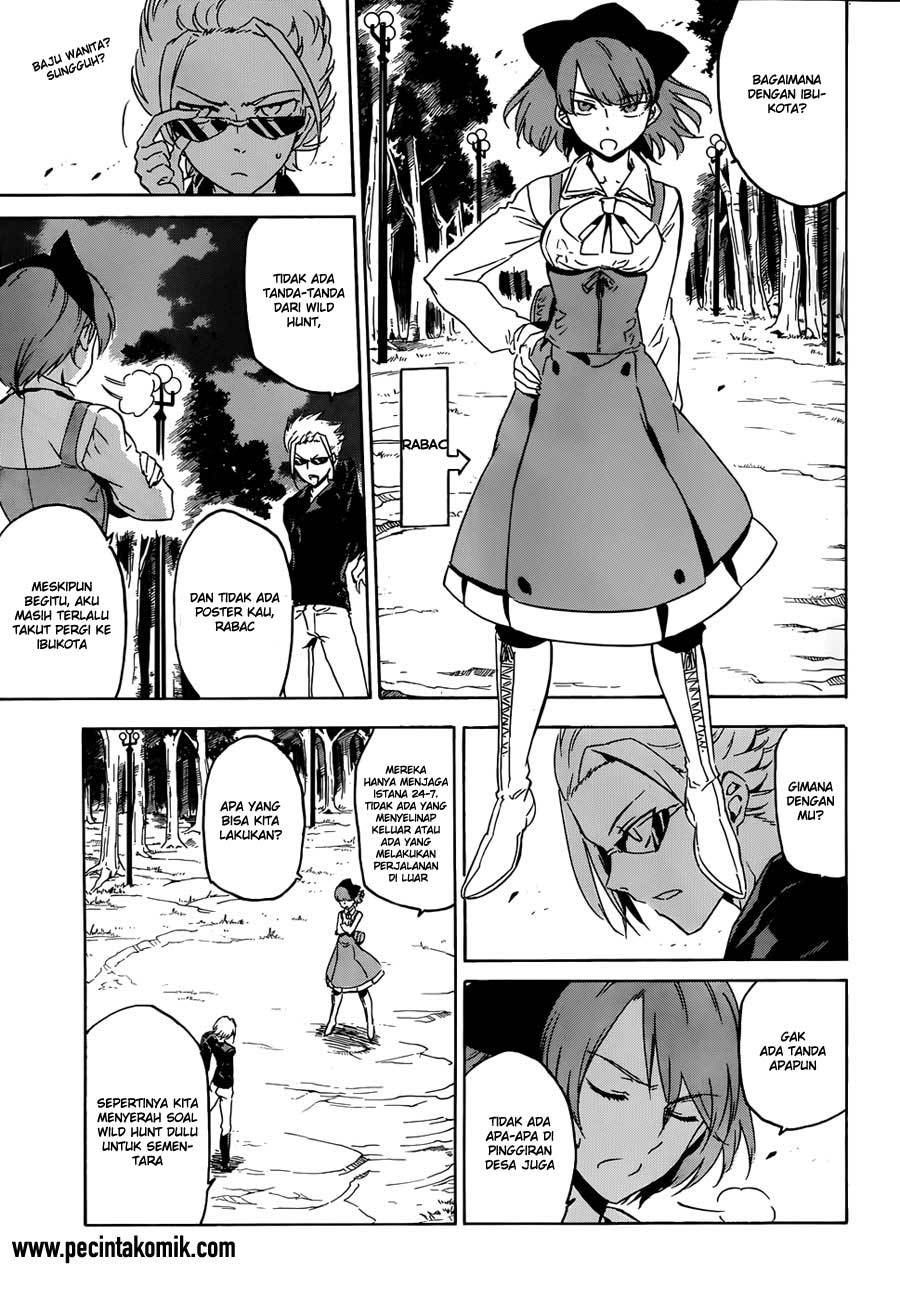 BAGAIMANA
DENGAN IBU-
KOTA?
RABAC
BAJU WANITA?
SUNGGUH?
TIDAK ADA
TANDA-TANDA
DARI WILD
HUNT,
DAN TIDAK ADA
POSTER KAU,
RABAC
MESKIPUN
BEGITU, AKU
MASIH TERLALU
TAKUT PERGI KE
IBUKOTA
GIMANA
DENGAN
MU?
GAK
ADA TANDA
APAPUN
TIDAK ADA
APA-APA DI
PINGGIRAN
DESA JUGA
MEREKA
HANYA MENJAGA
ISTANA 24-7.
TIDAK ADA YANG
MENYELINAP
KELUAR ATAU
ADA YANG
MELAKUKAN
PERJALANAN
DI LUAR
APA YANG
BISA KITA
LAKUKAN?
SEPERTINYA KITA
MENYERAH SOAL
WILD HUNT DULU
UNTUK SEMEN-
TARA
www.pecintakomik.com